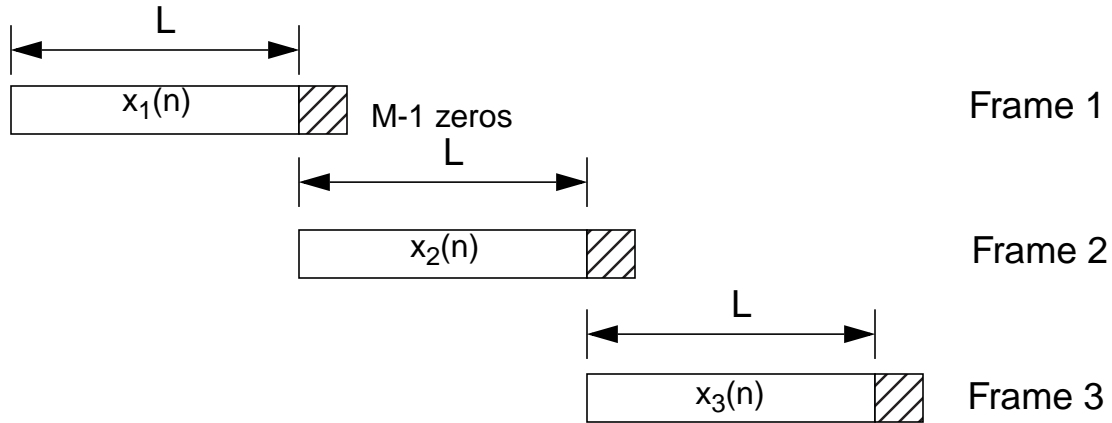 L
x1(n)
M-1 zeros
Frame 1
L
x2(n)
Frame 2
L
x3(n)
Frame 3